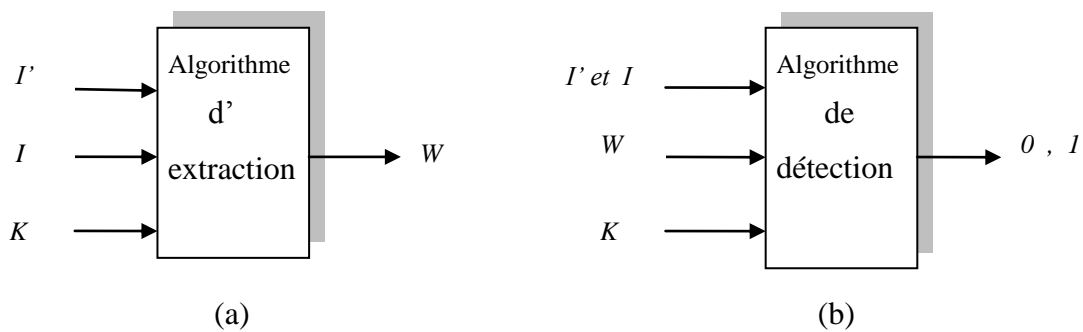 I’
I
K
Algorithme
d’
extraction
W
(a)
I’ et I
W
K
Algorithme
de
détection
0 , 1
(b)